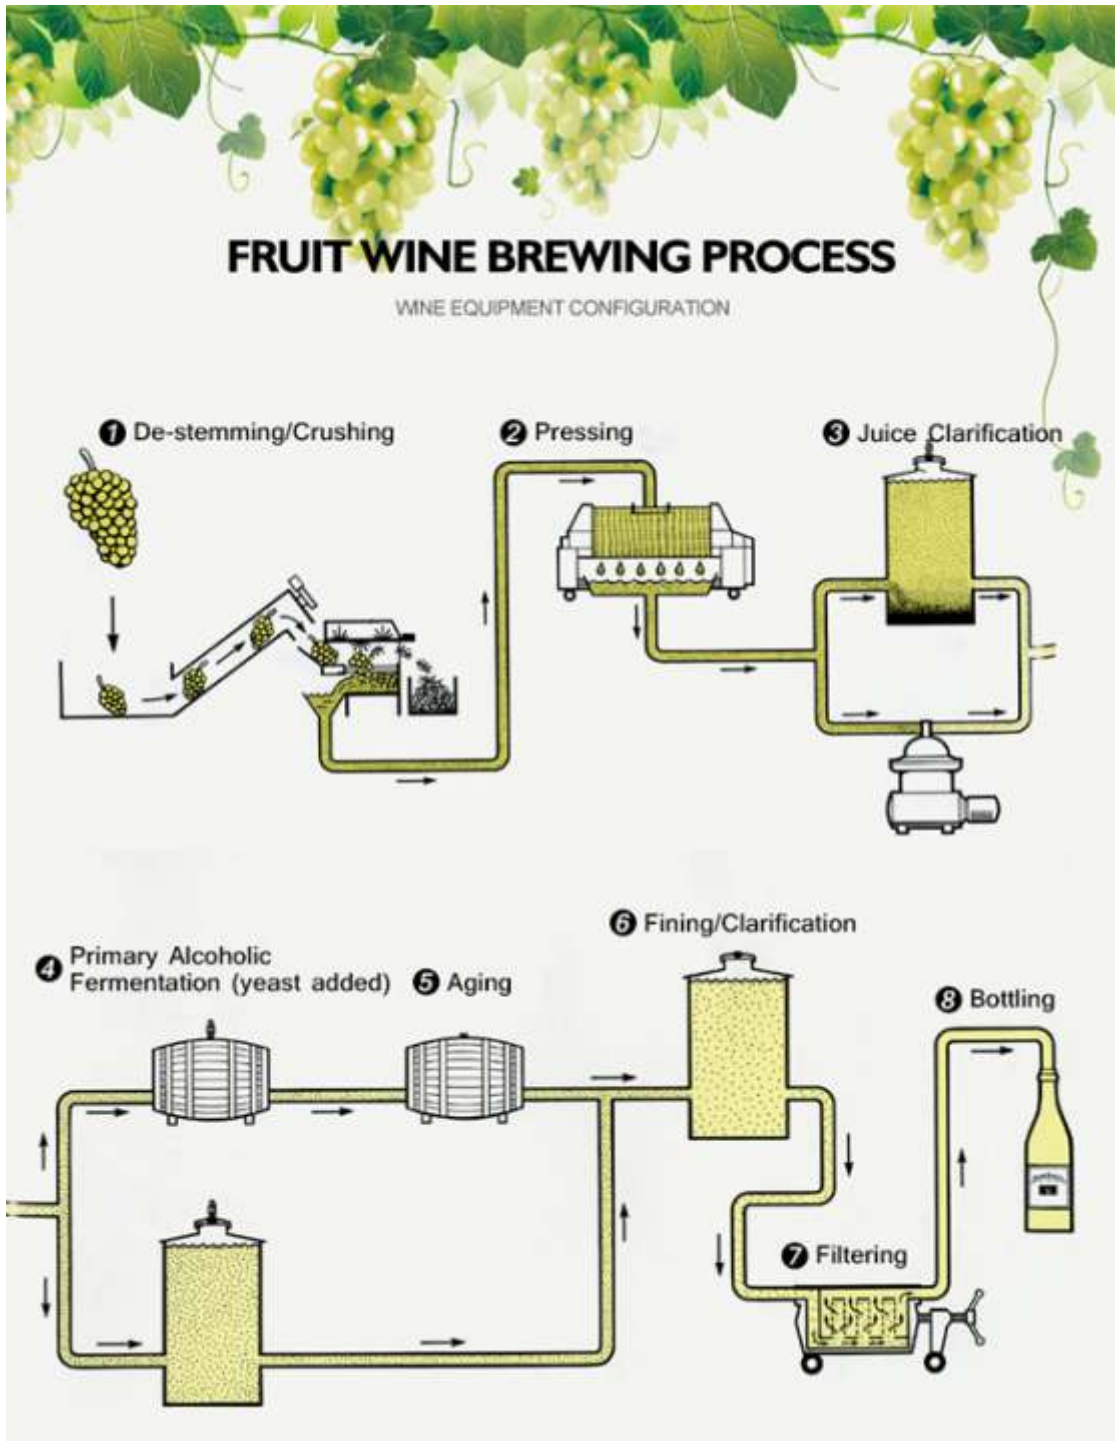 FRUIT WINE BREWING PROCESS
WINE EQUIPMENT CONFIGURATION
1 De-stemming/Crushing
2 Pressing
3 Juice Clarification
4 Primary Alcoholic
Fermentation (yeast added)
5 Aging
6 Fining/Clarification
7 Filtering
8 Bottling